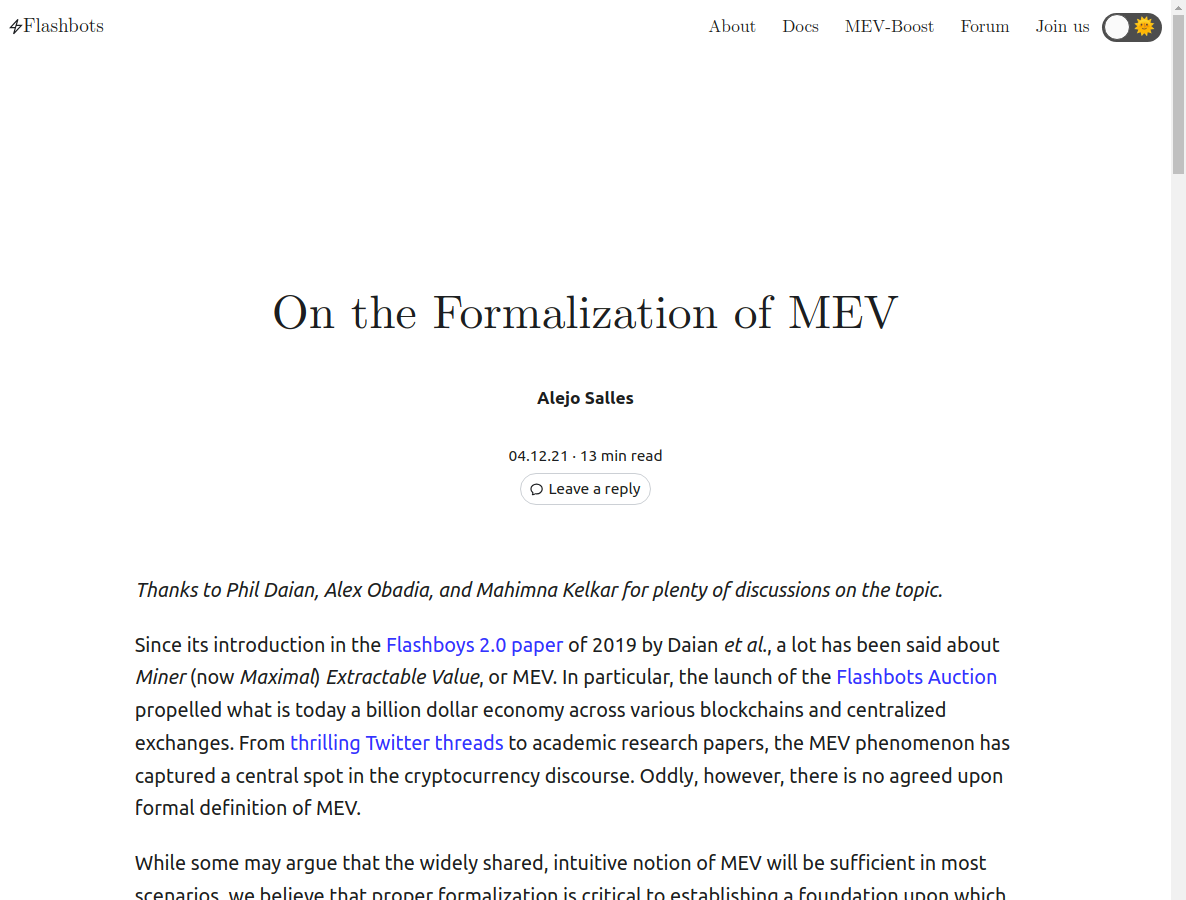 Flashbots
About Docs MEV-Boost Forum Join us
On the Formalization of MEV
Alejo Salles
04.12.21 · 13 min read
Leave a reply
Thanks to Phil Daian, Alex Obadia, and Mahimna Kelkar for plenty of discussions on the topic.
Since its introduction in the Flashboys 2.0 paper of 2019 by Daian et al., a lot has been said about
Miner (now Maximal) Extractable Value, or MEV. In particular, the launch of the Flashbots Auction
propelled what is today a billion dollar economy across various blockchains and centralized
exchanges. From thrilling Twitter threads to academic research papers, the MEV phenomenon has
captured a central spot in the cryptocurrency discourse. Oddly, however, there is no agreed upon
formal definition of MEV.
While some may argue that the widely shared, intuitive notion of MEV will be sufficient in most
scenarios, we believe that proper formalization is critical to establishing a foundation upon which